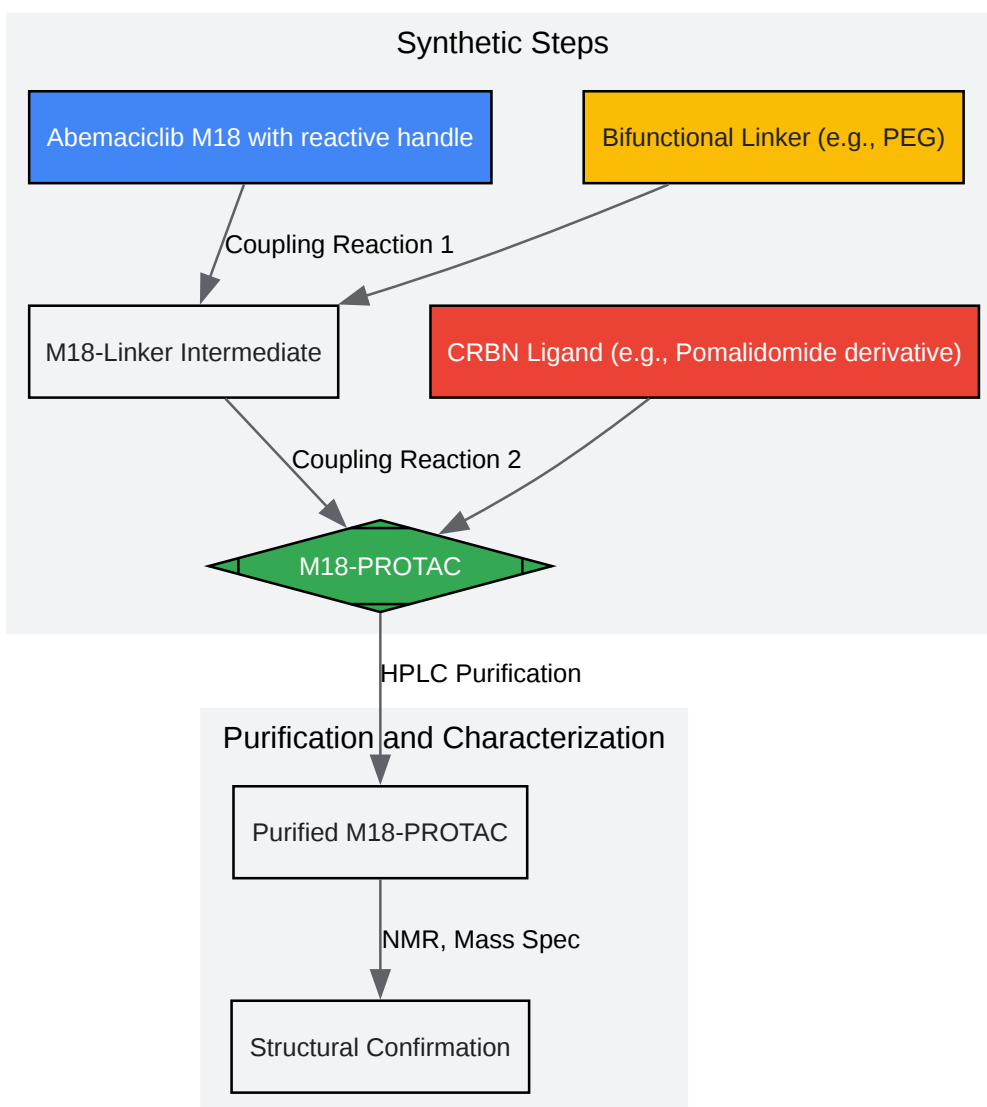 Synthetic Steps
Abemaciclib M18 with reactive handle
Bifunctional Linker (e.g., PEG)
Coupling Reaction 1
M18-Linker Intermediate
CRBN Ligand (e.g., Pomalidomide derivative)
Coupling Reaction 2
M18-PROTAC
HPLC Purification
Purification and Characterization
Purified M18-PROTAC
NMR, Mass Spec
Structural Confirmation